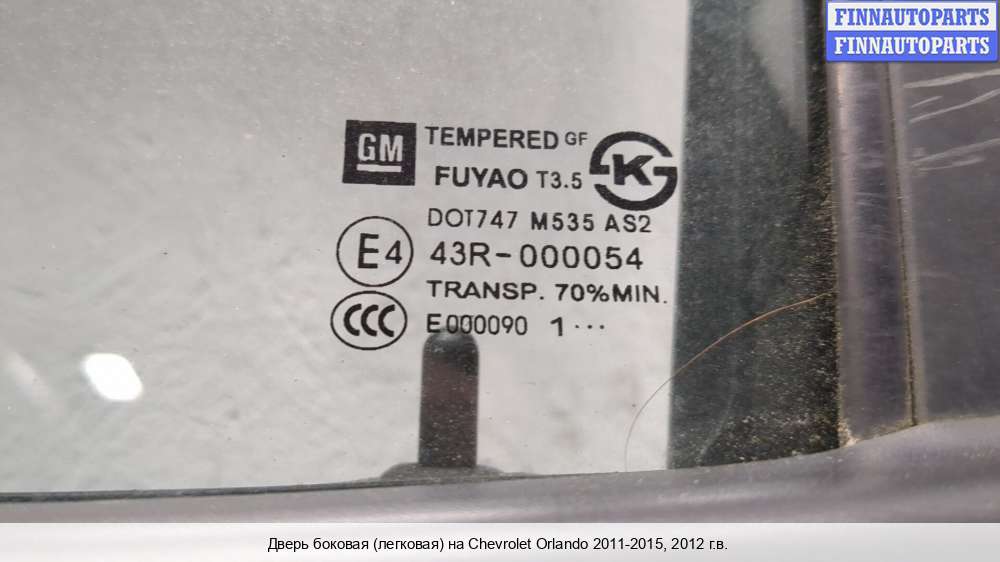 FINNAUTOPARTS
FINNAUTOPARTS
GM TEMPERED GF
FUYAO T3.5 K
DOT747 M535 AS2
E4 43R-000054
TRANSP. 70%MIN.
CCC E000090 1···
Дверь боковая (легковая) на Chevrolet Orlando 2011-2015, 2012 г.в.